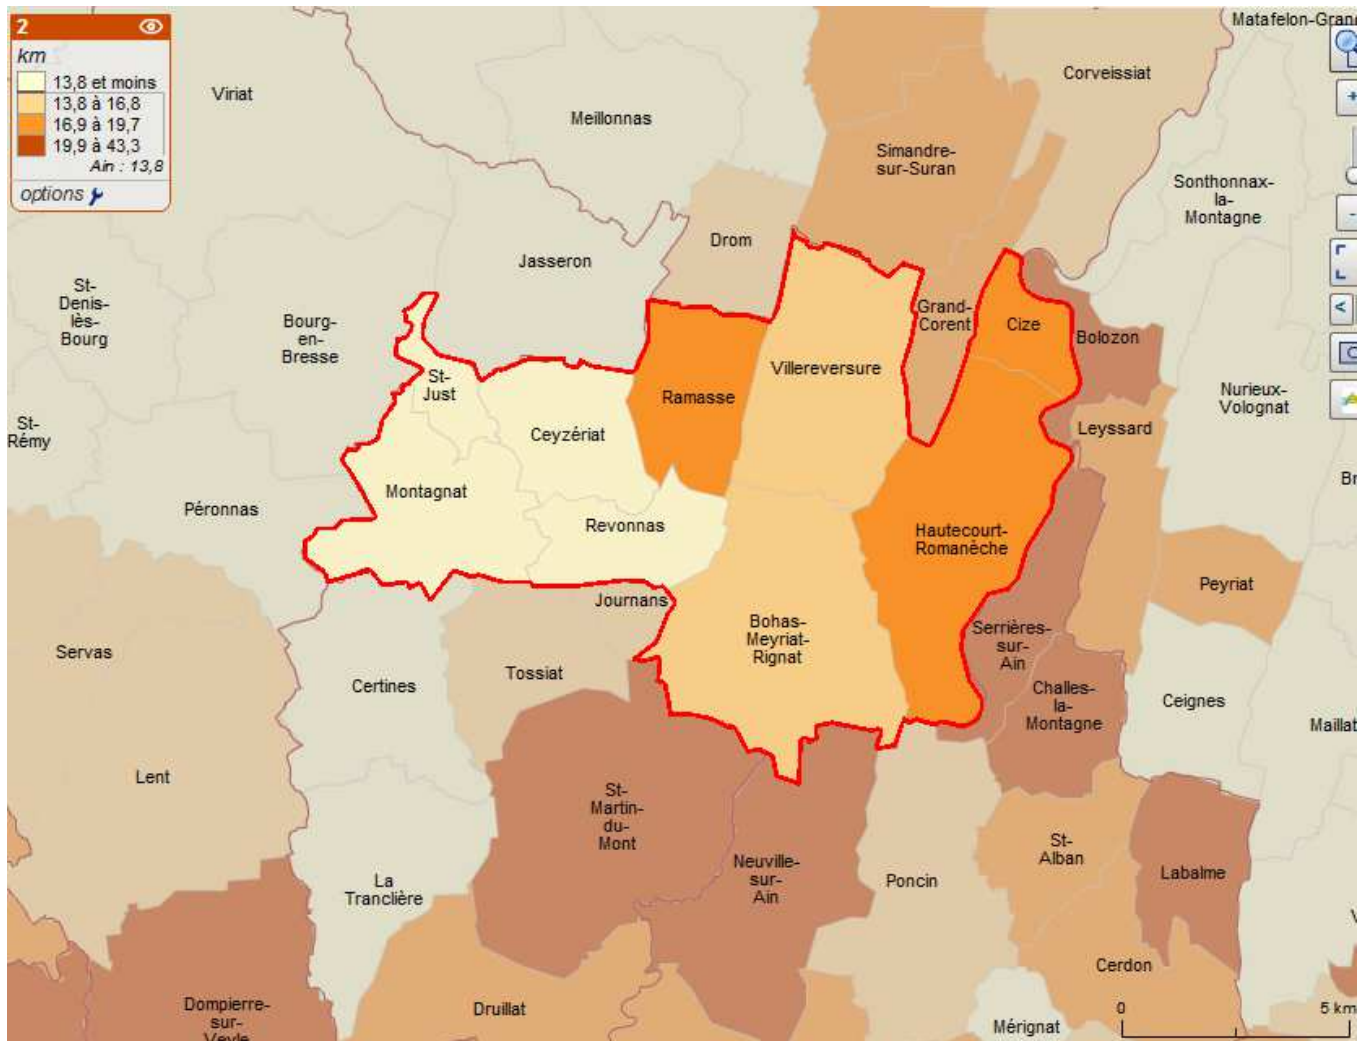 2
km
13,8 et moins
13,8 à 16,8
16,9 à 19,7
19,9 à 43,3
Ain : 13,8
options
Matafelon-Gran
Corveissiat
Viriat
Meillonnas
Simandre-
sur-Suran
Sonthonnax-
la-
Montagne
Drom
Jasseron
St-
Denis-
lès-
Bourg
Bourg-
en-
Bresse
Grand-
Corent
Cize
Bolozon
St-
Just
Villereversure
Ramasse
Nurieux-
Volognat
St-
Rémy
Ceyzériat
Leyssard
Br
Montagnat
Péronnas
Revonnas
Hautecourt-
Romanèche
Peyriat
Journans
Bohas-
Meyriat-
Rignat
Serrières-
sur-
Ain
Servas
Tossiat
Certines
Challes-
la-
Montagne
Ceignes
Maillat
Lent
St-
Martin-
du-
Mont
St-
Alban
Neuville-
sur-
Ain
Poncin
Labalme
La
Tranclière
Cerdon
Dompierre-
sur-
Veyle
Druillat
Mérignat
0 5 km